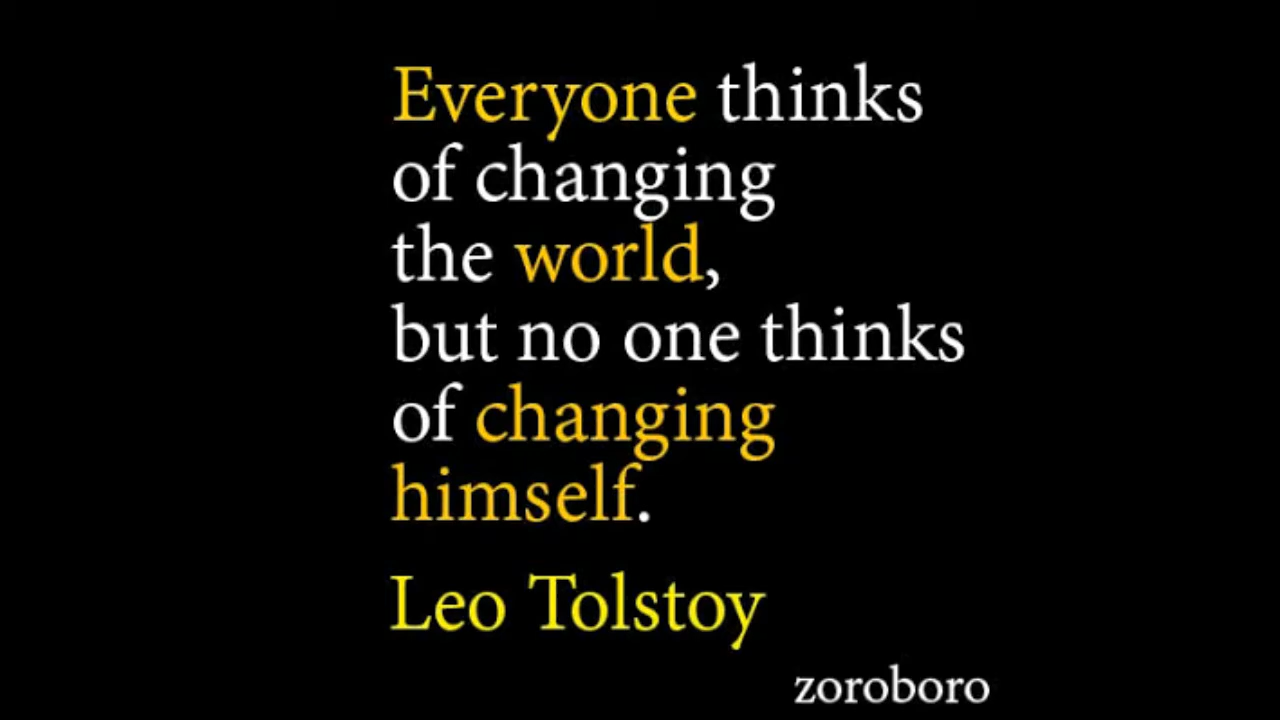 Everyone thinks
of changing
the world,
but no one thinks
of changing
himself.
Leo Tolstoy
zoroboro